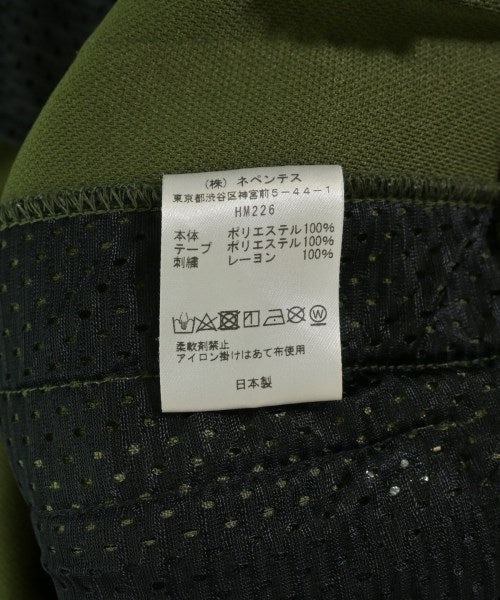 (株) ネペンテス
東京都渋谷区神宮前5-44-1
HM226
本体 ポリエステル100%
テープ ポリエステル100%
刺繍 レーヨン 100%
柔軟剤禁止
アイロン掛けはあて布使用
日本製